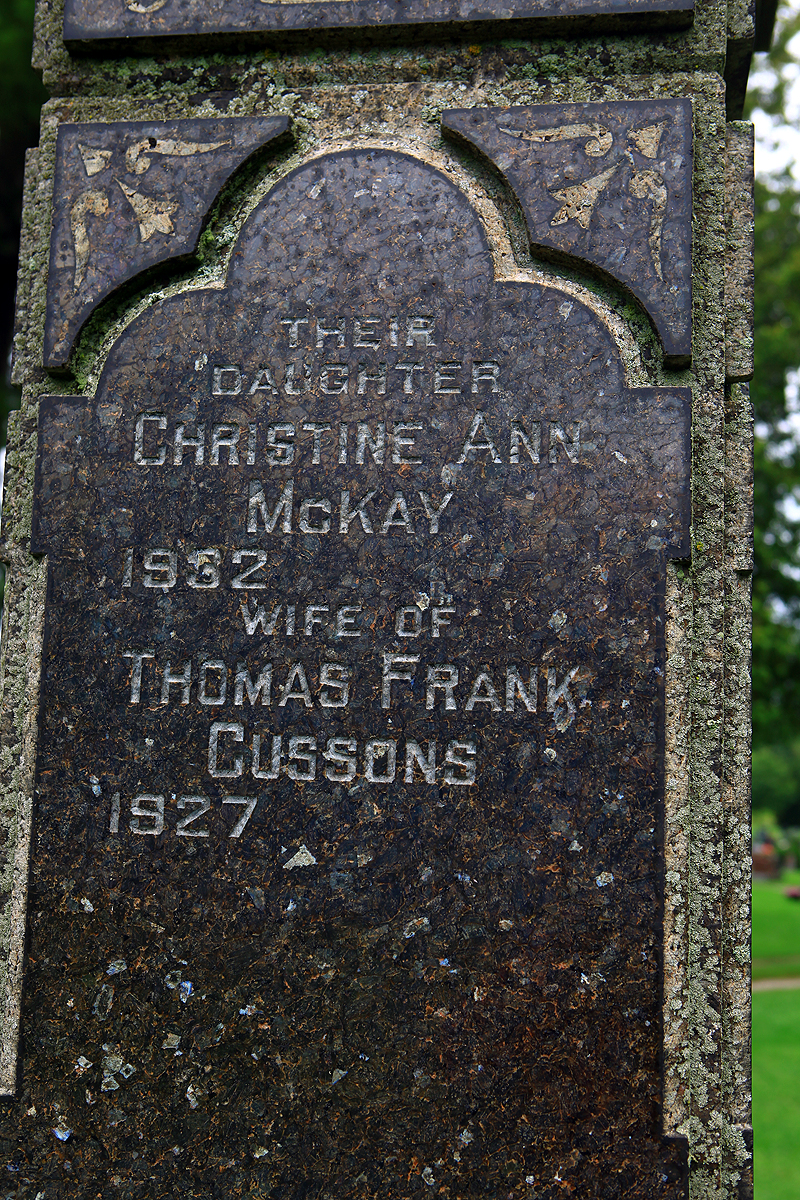 THEIR
DAUGHTER
CHRISTINE ANN
MCKAY
1932
WIFE OF
THOMAS FRANK
CUSSONS
1927